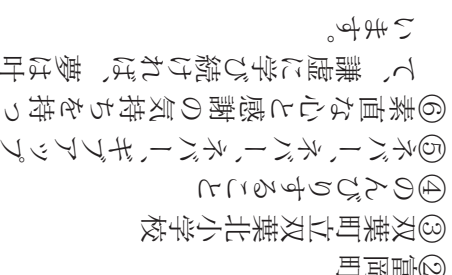 ②富岡町
③双葉町立双葉北小学校
④のんびりすること
⑤ネバー、ネバー、ネバー、ギブアップ
⑥素直な心と感謝の気持ちを持っ
て、謙虚に学び続ければ、夢は叶
います。